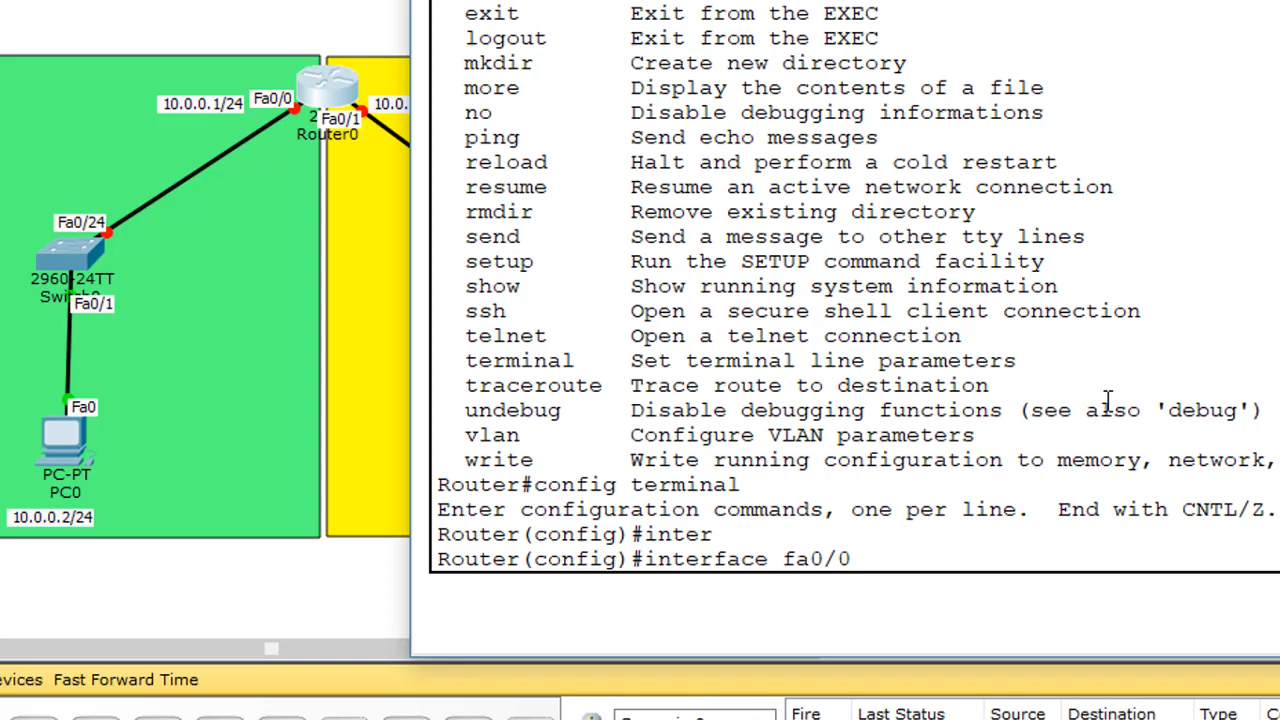 exit Exit from the EXEC
logout Exit from the EXEC
mkdir Create new directory
more Display the contents of a file
no Disable debugging informations
ping Send echo messages
reload Halt and perform a cold restart
resume Resume an active network connection
rmdir Remove existing directory
send Send a message to other tty lines
setup Run the SETUP command facility
show Show running system information
ssh Open a secure shell client connection
telnet Open a telnet connection
terminal Set terminal line parameters
traceroute Trace route to destination
undebug Disable debugging functions (see also 'debug')
vlan Configure VLAN parameters
write Write running configuration to memory, network,
Router#config terminal
Enter configuration commands, one per line. End with CNTL/Z.
Router(config)#inter
Router(config)#interface fa0/0
10.0.0.1/24
Fa0/0
10.0.
Fa0/1
Router0
Fa0/24
2960-24TT
Fa0/1
Fa0
PC-PT
PC0
10.0.0.2/24
evices Fast Forward Time
Fire Last Status Source Destination Type